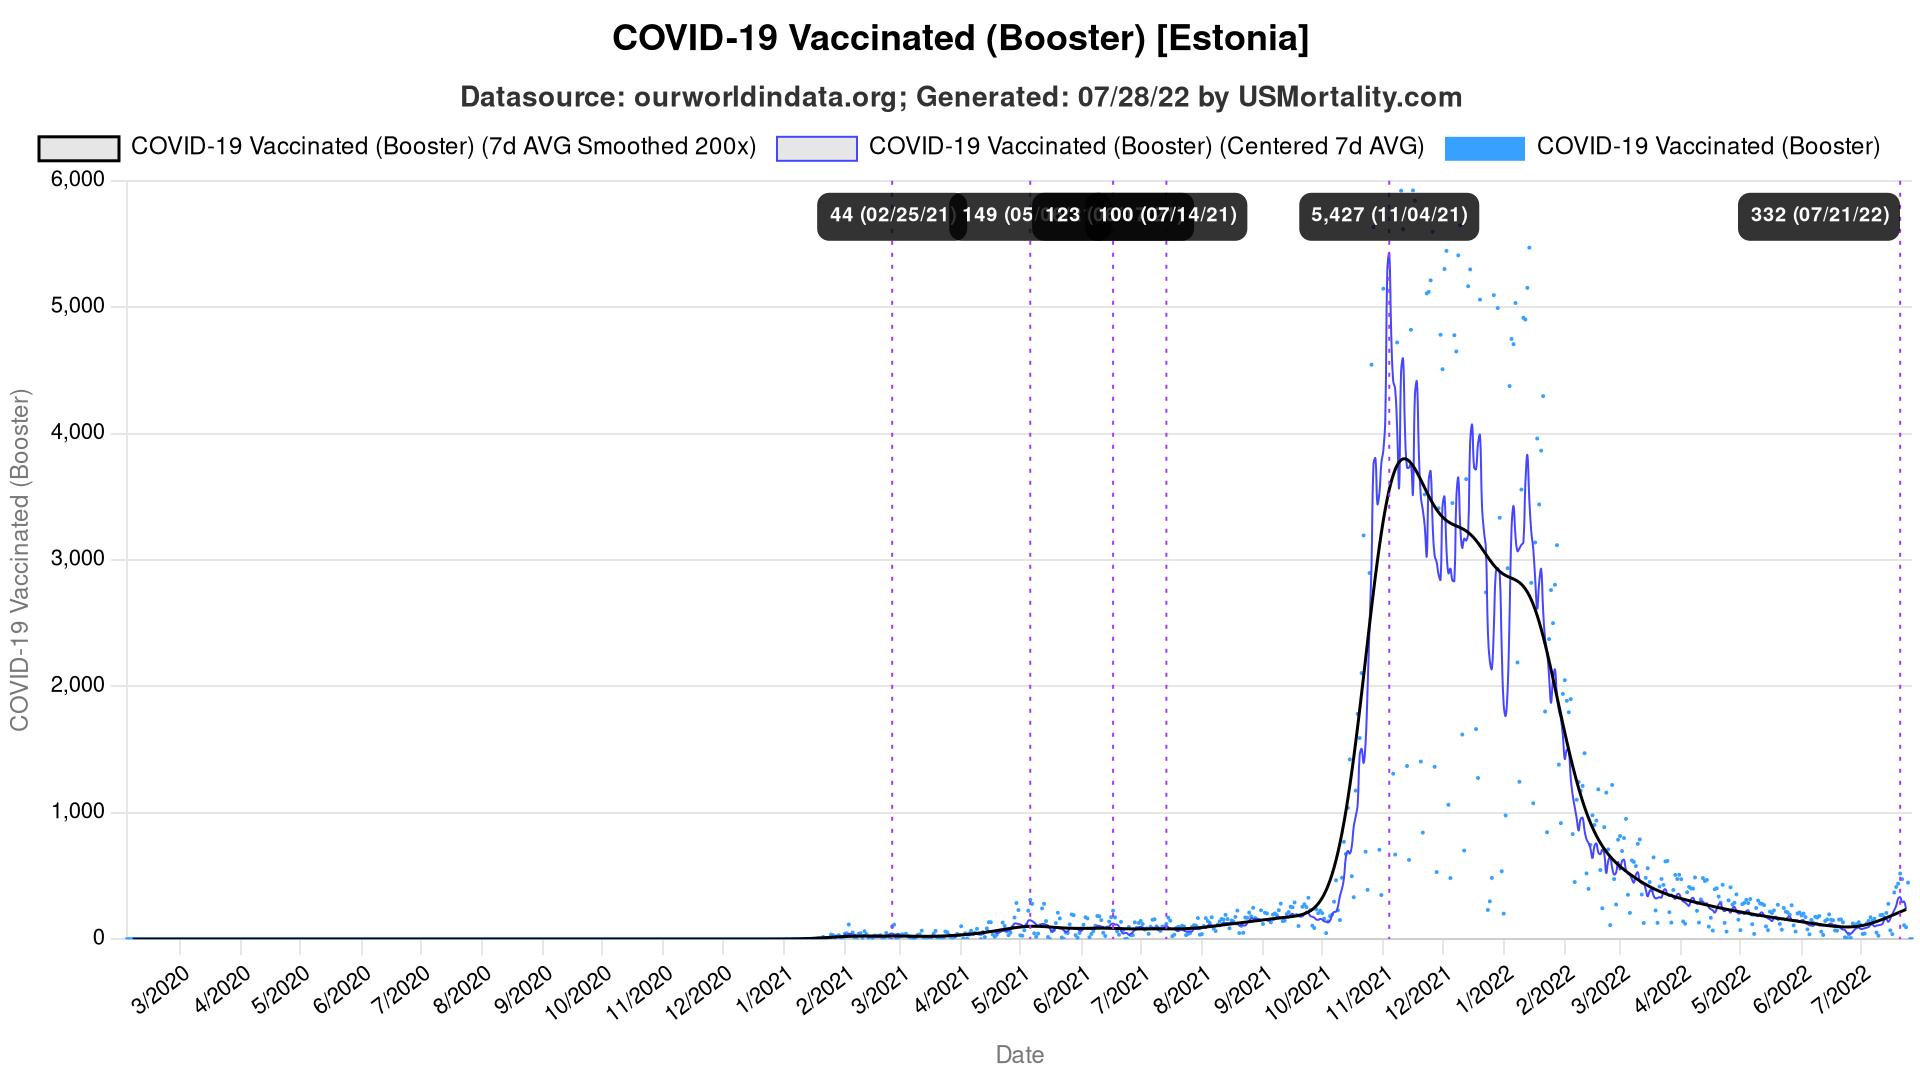 COVID-19 Vaccinated (Booster) [Estonia]
Datasource: ourworldindata.org; Generated: 07/28/22 by USMortality.com
COVID-19 Vaccinated (Booster) (7d AVG Smoothed 200x) COVID-19 Vaccinated (Booster) (Centered 7d AVG) COVID-19 Vaccinated (Booster)
44 (02/25/21) 149 (05/ 123 100 (07/14/21) 5,427 (11/04/21) 332 (07/21/22)
6,000
5,000
4,000
3,000
2,000
1,000
0
COVID-19 Vaccinated (Booster)
3/2020 4/2020 5/2020 6/2020 7/2020 8/2020 9/2020 10/2020 11/2020 12/2020 1/2021 2/2021 3/2021 4/2021 5/2021 6/2021 7/2021 8/2021 9/2021 10/2021 11/2021 12/2021 1/2022 2/2022 3/2022 4/2022 5/2022 6/2022 7/2022
Date